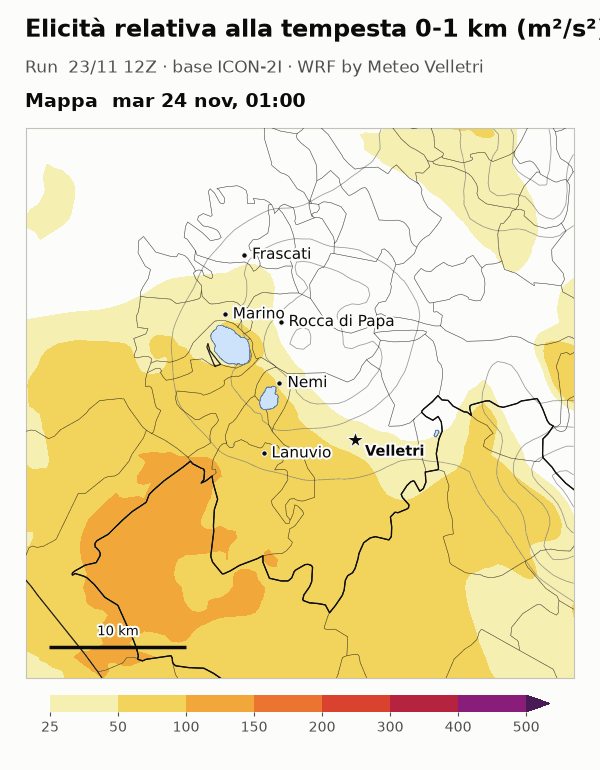 Elicità relativa alla tempesta 0-1 km (m²/s²)
Run 23/11 12Z · base ICON-2I · WRF by Meteo Velletri
Mappa mar 24 nov, 01:00
Frascati
Marino
Rocca di Papa
Nemi
Velletri
Lanuvio
10 km
25 50 100 150 200 300 400 500